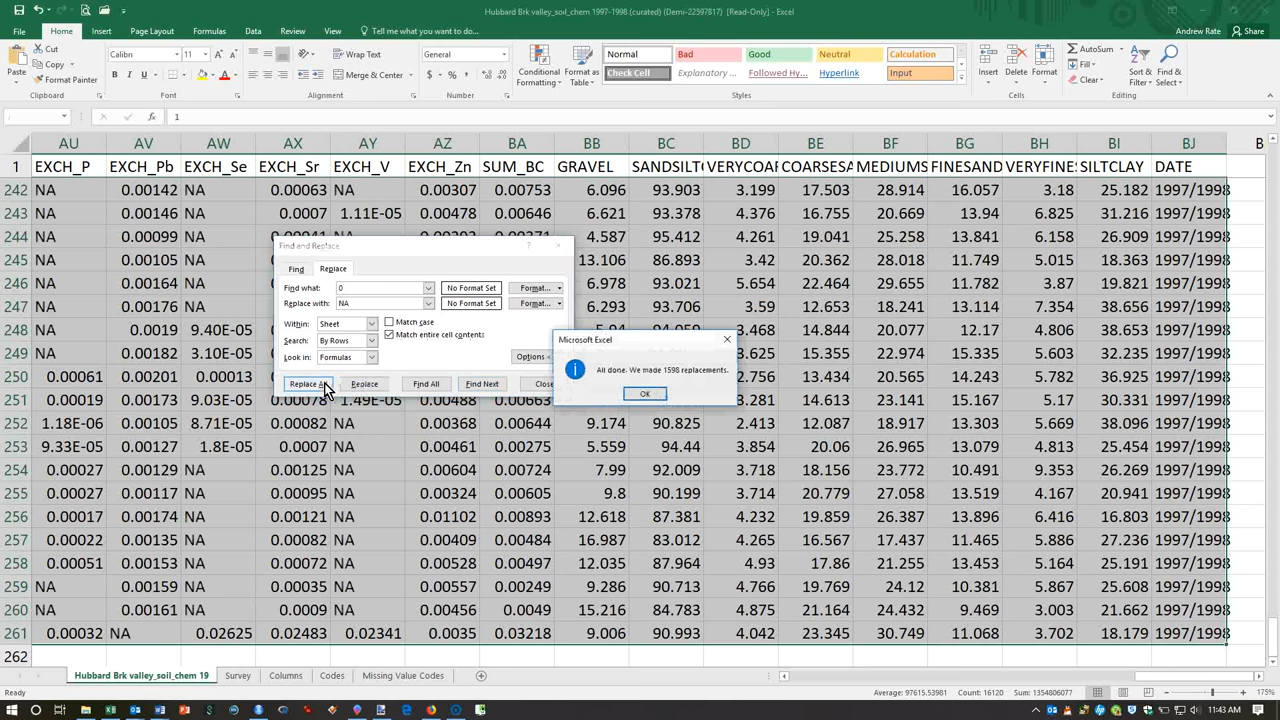 Hubbard Brk valley_soil_chem 1997-1998 (curated) (Demi-22597817) [Read-Only] - Excel
File Home Insert Page Layout Formulas Data Review View Tell me what you want to do... Andrew Rate Share
Cut Calibri 11 Wrap Text General Normal Bad Good Neutral Calculation AutoSum
Copy Fill
Paste Format Painter Merge & Center Conditional Formatting Format as Table Check Cell Explanatory ... Followed Hy... Hyperlink Input Insert Delete Format Clear Sort & Filter Find & Select
Clipboard Font Alignment Number Styles Cells Editing
1
AU AV AW AX AY AZ BA BB BC BD BE BF BG BH BI BJ B
1 EXCH_P EXCH_Pb EXCH_Se EXCH_Sr EXCH_V EXCH_Zn SUM_BC GRAVEL SANDSILTC VERYCOAR COARSESA MEDIUMS FINESAND VERYFINES SILTCLAY DATE
242 NA 0.00142 NA 0.00063 NA 0.00307 0.00753 6.096 93.903 3.199 17.503 28.914 16.057 3.18 25.182 1997/1998
243 NA 0.00146 NA 0.0007 1.11E-05 0.00478 0.00646 6.621 93.378 4.376 16.755 20.669 13.94 6.825 31.216 1997/1998
244 NA 0.00099 NA 4.587 95.412 4.261 19.041 25.258 13.841 6.158 26.909 1997/1998
245 NA 0.00105 NA 13.106 86.893 3.42 20.362 28.038 11.749 5.015 18.363 1997/1998
246 NA 0.00104 NA 6.978 93.021 5.654 22.664 29.655 11.782 3.87 19.821 1997/1998
247 NA 0.00176 NA 6.293 93.706 3.59 18.763 24.241 13.114 7.54 18.396 1997/1998
248 NA 0.0019 9.40E-05 3.468 14.844 20.077 12.17 1997/1998
249 NA 0.00182 3.10E-05 15.353 22.974 15.335 1997/1998
250 0.00061 0.00201 0.00013 2.756 13.434 20.565 14.243 5.782 36.239 1997/1998
251 0.00019 0.00173 9.03E-05 0.00078 1.49E-05 0.00488 0.00663 3.281 14.613 23.141 15.167 5.17 30.331 1997/1998
252 1.18E-06 0.00105 8.71E-05 0.00082 NA 0.00368 0.00644 9.174 90.825 2.413 12.087 18.917 13.303 5.669 38.096 1997/1998
253 9.33E-05 0.00127 1.8E-05 0.0007 NA 0.00461 0.00275 5.559 94.44 3.854 20.06 26.965 13.079 4.813 25.454 1997/1998
254 0.00027 0.00129 NA 0.00125 NA 0.00604 0.00724 7.99 92.009 3.718 18.156 23.772 10.491 9.353 26.269 1997/1998
255 0.00027 0.00117 NA 0.00095 NA 0.00324 0.00605 9.8 90.199 3.714 20.779 27.058 13.519 4.167 20.941 1997/1998
256 0.00017 0.00174 NA 0.00121 NA 0.01102 0.00893 12.618 87.381 4.232 19.859 26.387 13.896 6.416 16.803 1997/1998
257 0.00022 0.00135 NA 0.00082 NA 0.00409 0.00484 16.987 83.012 4.92 16.532 17.437 11.465 5.886 27.236 1997/1998
258 0.00051 0.00153 NA 0.00072 NA 0.00528 0.00497 12.035 87.964 4.93 17.86 21.255 13.453 5.164 25.311 1997/1998
259 NA 0.00159 NA 0.00035 NA 0.00557 0.00249 9.286 90.713 4.766 19.769 24.12 10.381 5.867 25.608 1997/1998
260 NA 0.00161 NA 0.0009 NA 0.00456 0.0049 15.216 84.783 4.875 21.164 24.432 9.469 3.003 21.662 1997/1998
261 0.00032 NA 0.02625 0.02483 0.02341 0.0035 0.03218 9.006 90.993 4.042 23.345 30.749 11.068 3.702 18.179 1997/1998
262
Find and Replace
Find Replace
Find what: 0 No Format Set Format...
Replace with: NA No Format Set Format...
Within: Sheet Match case
Search: By Rows Match entire cell contents
Look in: Formulas Options
Replace All Replace Find All Find Next Close
Microsoft Excel
All done. We made 1598 replacements.
OK
Hubbard Brk valley_soil_chem 19 Survey Columns Codes Missing Value Codes
Ready Average: 97615.53981 Count: 16120 Sum: 1354806077 175%
11:43 AM